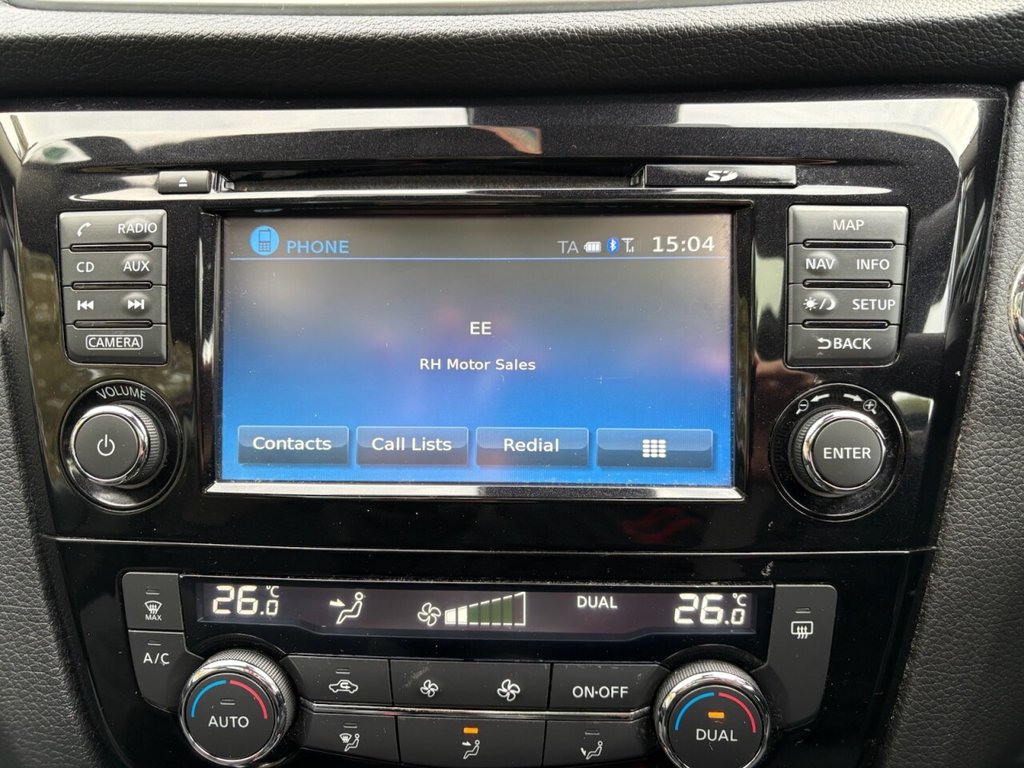 SD
RADIO
CD AUX
CAMERA
VOLUME
PHONE TA 15:04
EE
RH Motor Sales
Contacts Call Lists Redial
MAP
NAV INFO
SETUP
BACK
ENTER
26.0 °C DUAL 26.0 °C
MAX
A/C
AUTO
ON·OFF
DUAL